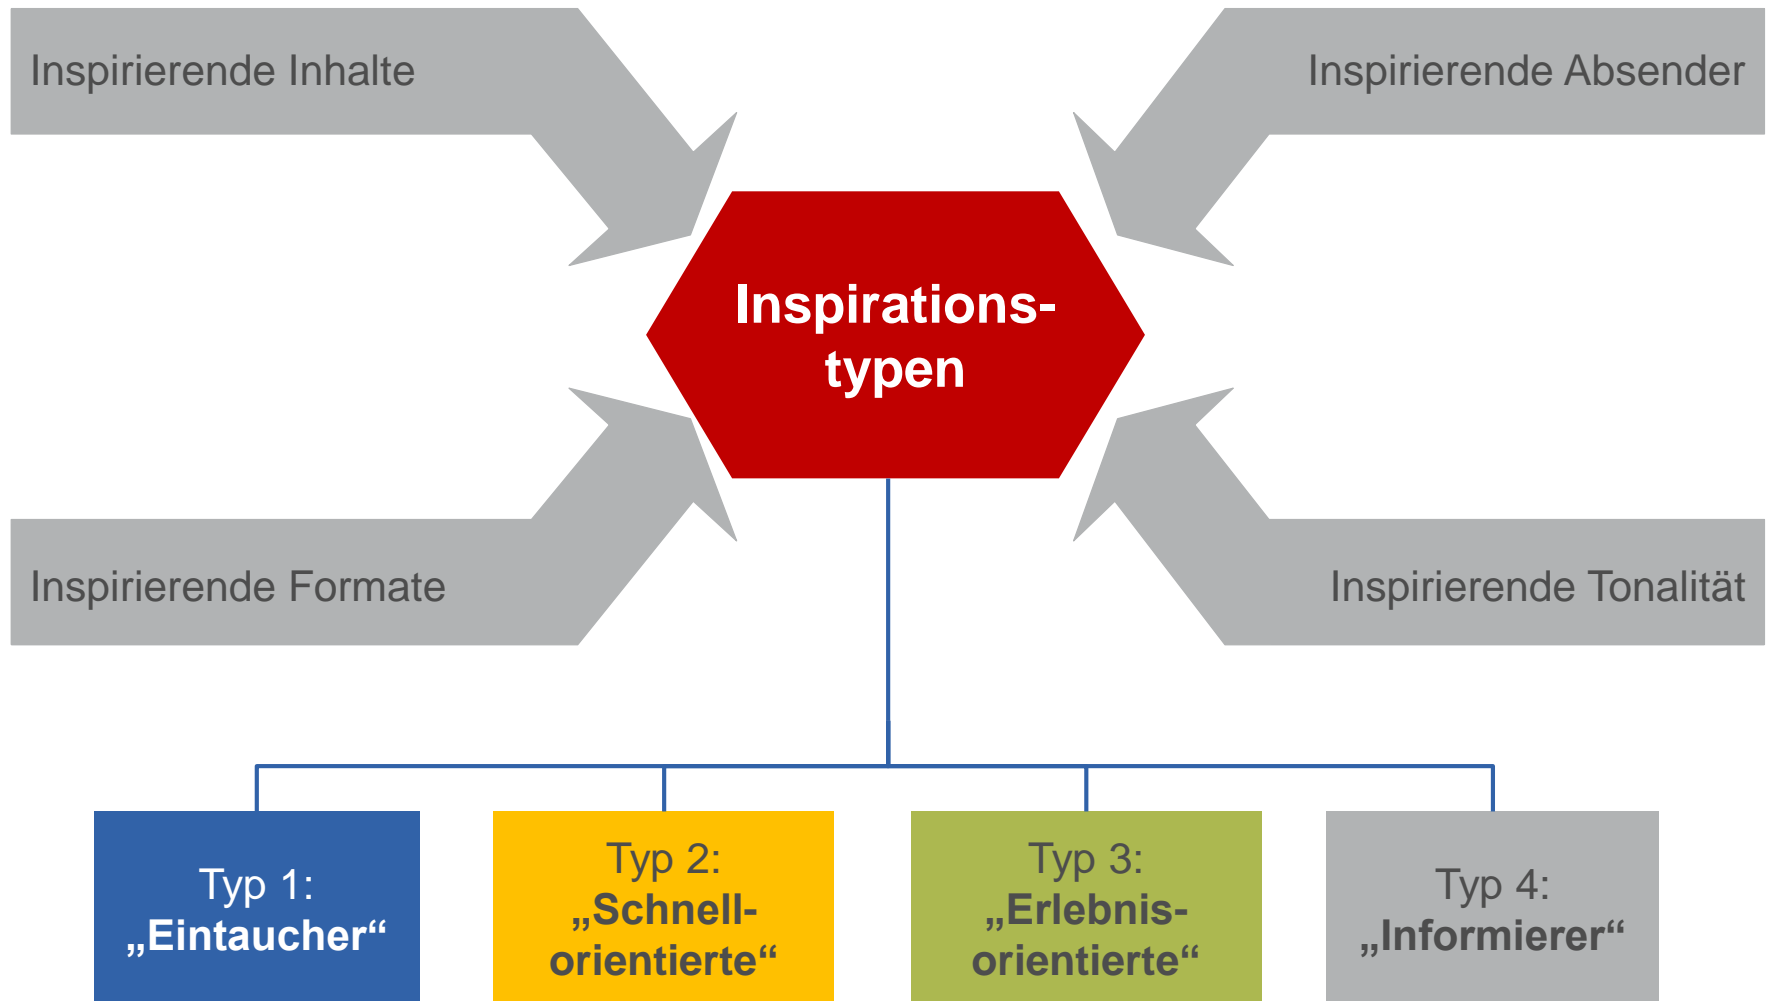 Inspirierende Inhalte
Inspirierende Absender
Inspirations-
typen
Inspirierende Formate
Inspirierende Tonalität
Typ 1:
„Eintaucher“
Typ 2:
„Schnell-
orientierte“
Typ 3:
„Erlebnis-
orientierte“
Typ 4:
„Informierer“